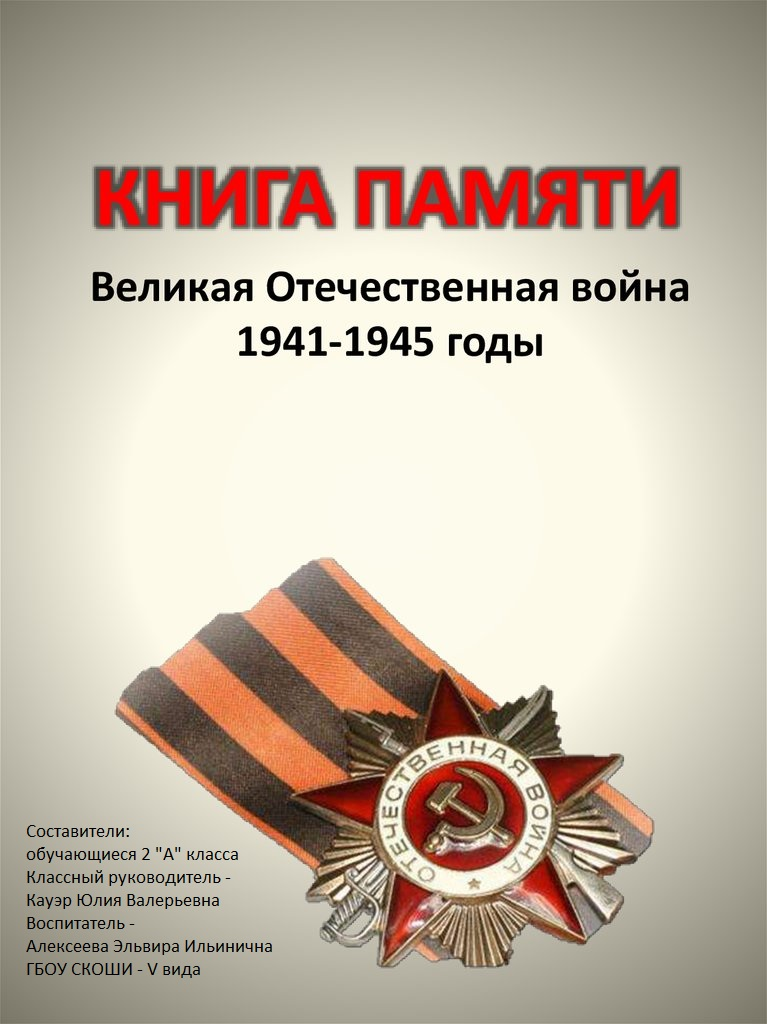 КНИГА ПАМЯТИ
Великая Отечественная война
1941-1945 годы
ОТЕЧЕСТВЕННАЯ ВОЙНА
Составители:
обучающиеся 2 "А" класса
Классный руководитель -
Кауэр Юлия Валерьевна
Воспитатель -
Алексеева Эльвира Ильинична
ГБОУ СКОШИ - V вида